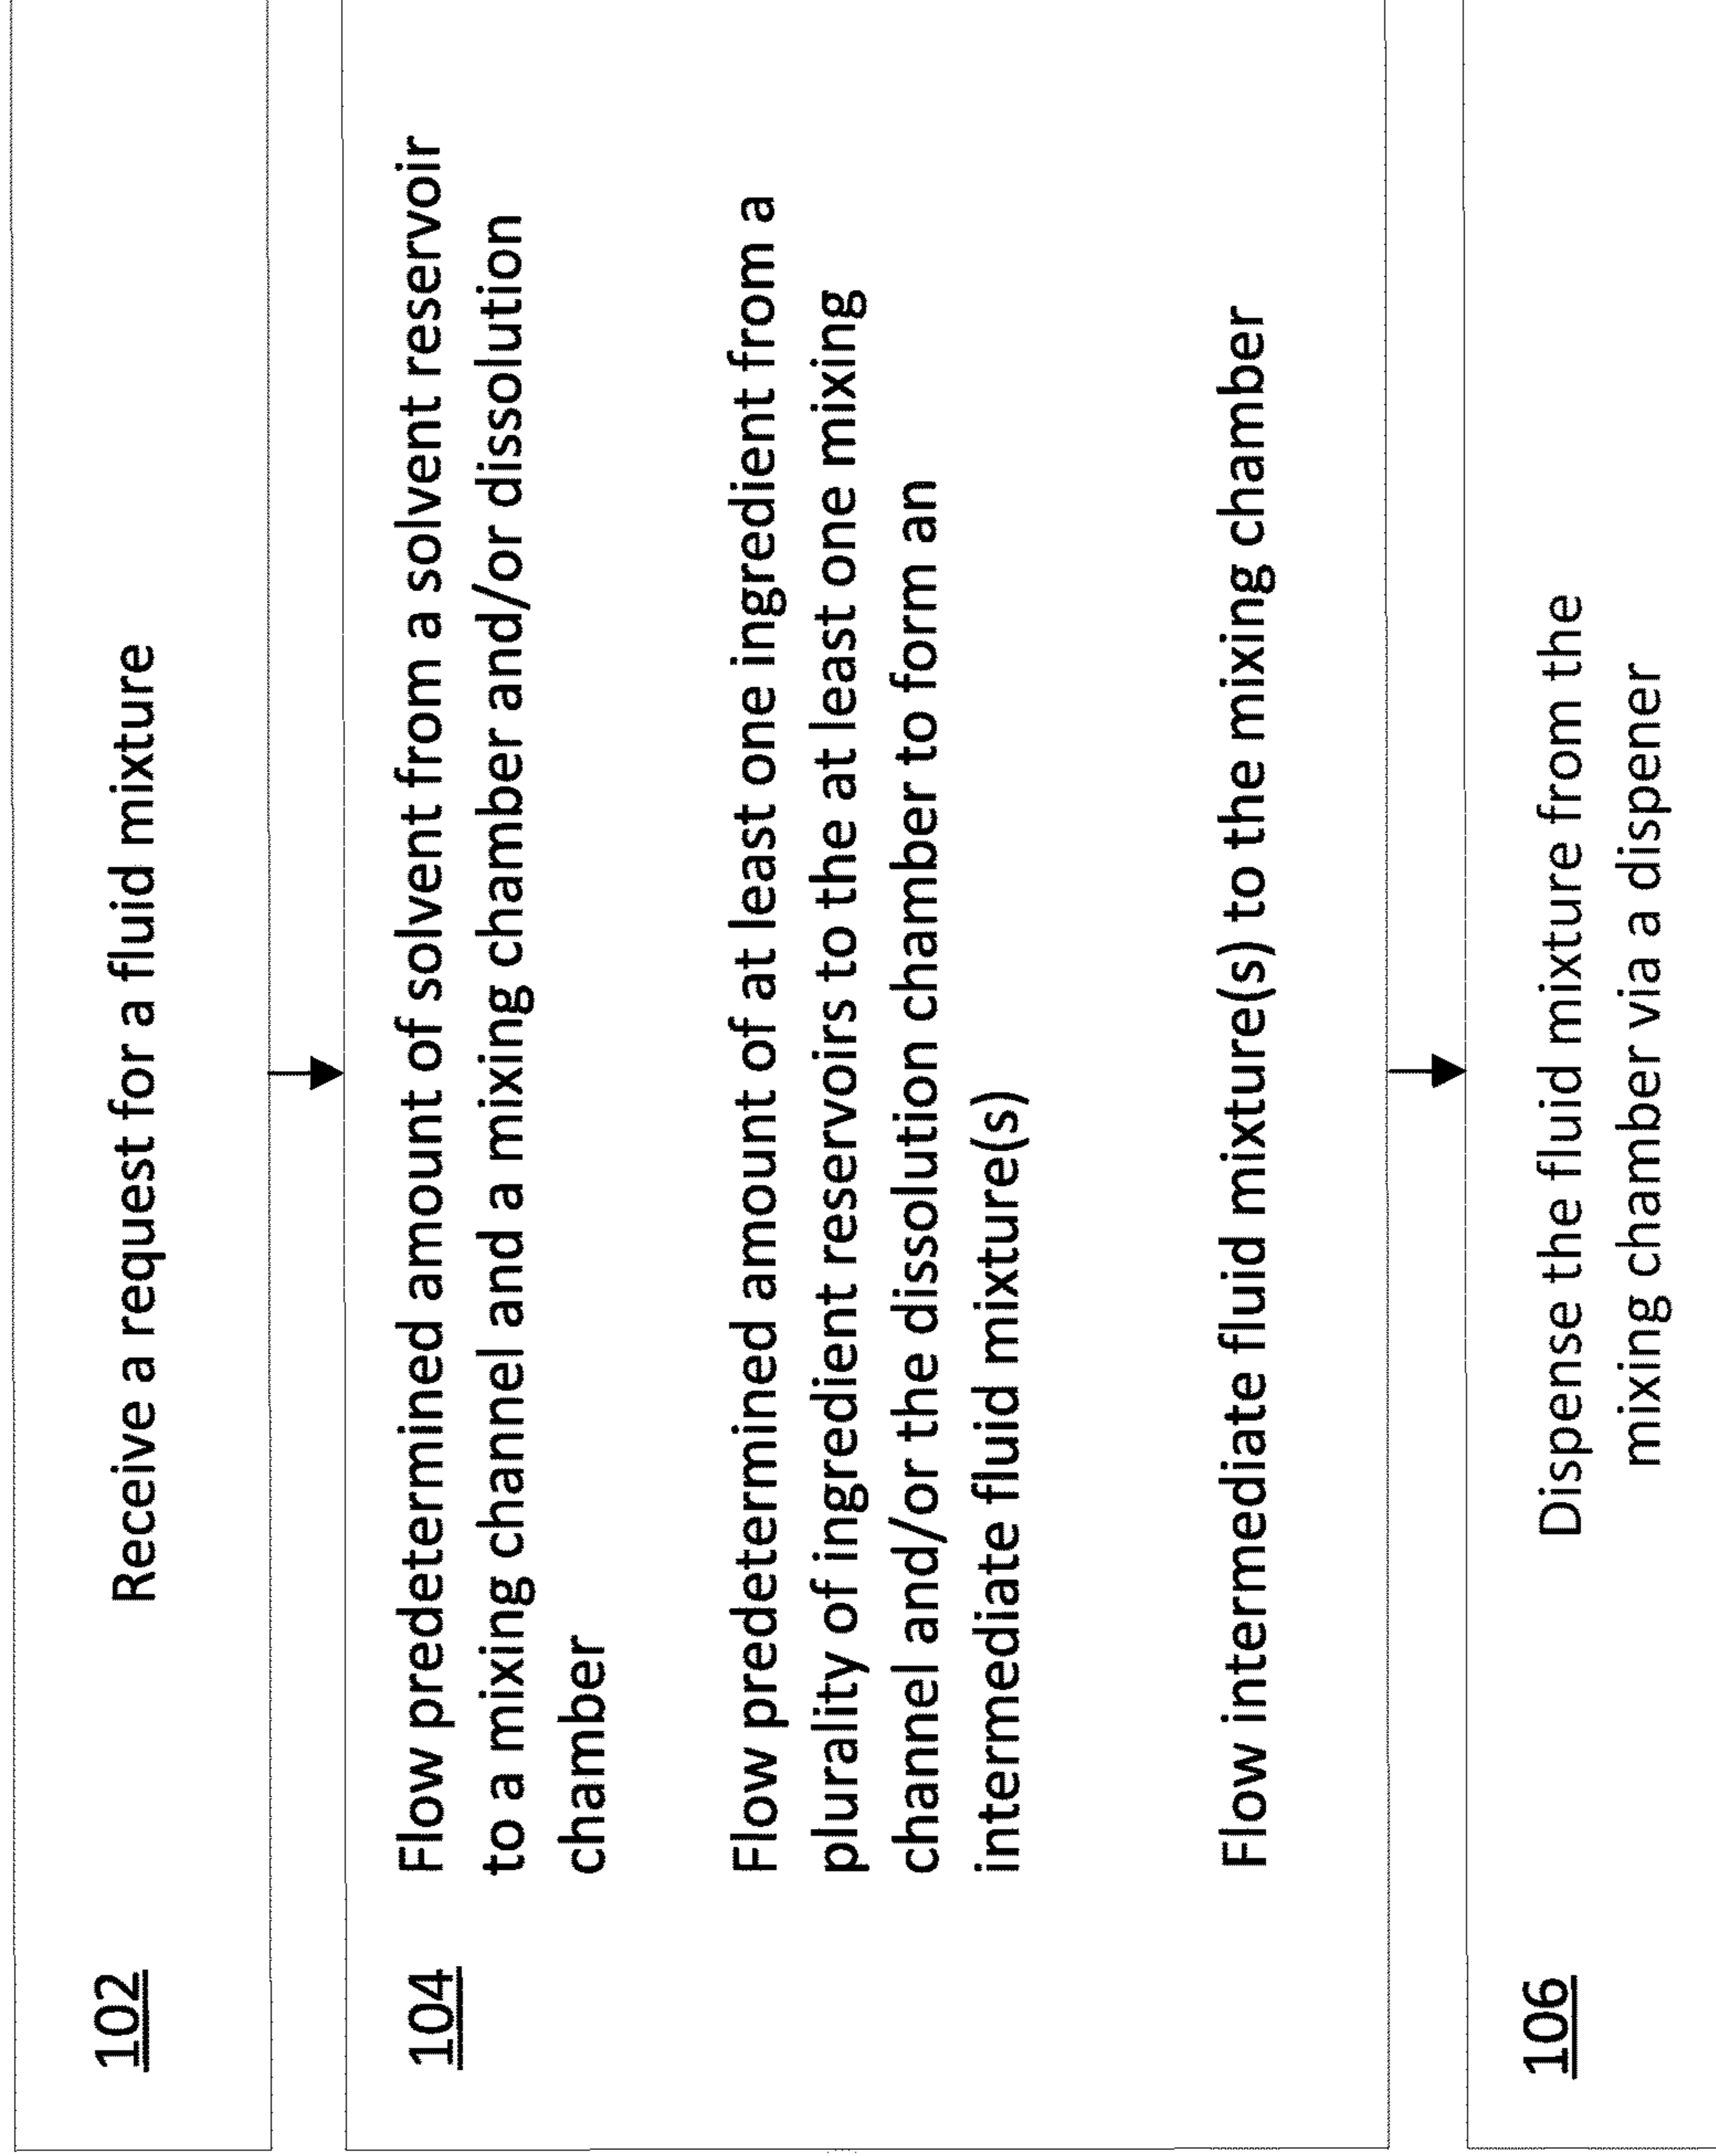 102
Receive a request for a fluid mixture
104
Flow predetermined amount of solvent from a solvent reservoir
to a mixing channel and a mixing chamber and/or dissolution
chamber
Flow predetermined amount of at least one ingredient from a
plurality of ingredient reservoirs to the at least one mixing
channel and/or the dissolution chamber to form an
intermediate fluid mixture(s)
Flow intermediate fluid mixture(s) to the mixing chamber
106
Dispense the fluid mixture from the
mixing chamber via a dispener